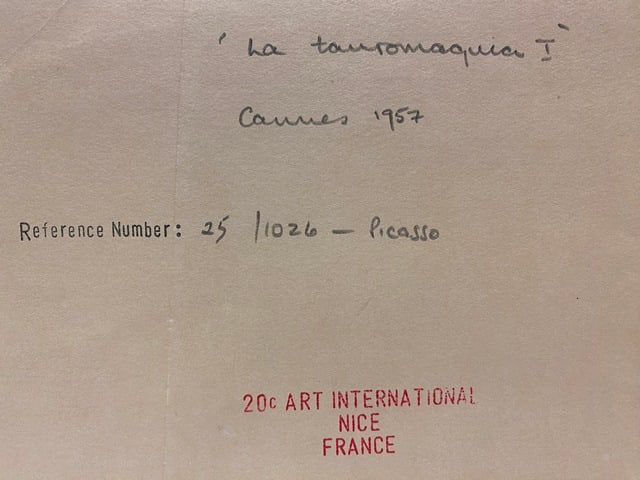 ' La tauromaquia I `
Cannes 1957
Reference Number: 25 /1026 — Picasso
20c ART INTERNATIONAL
NICE
FRANCE